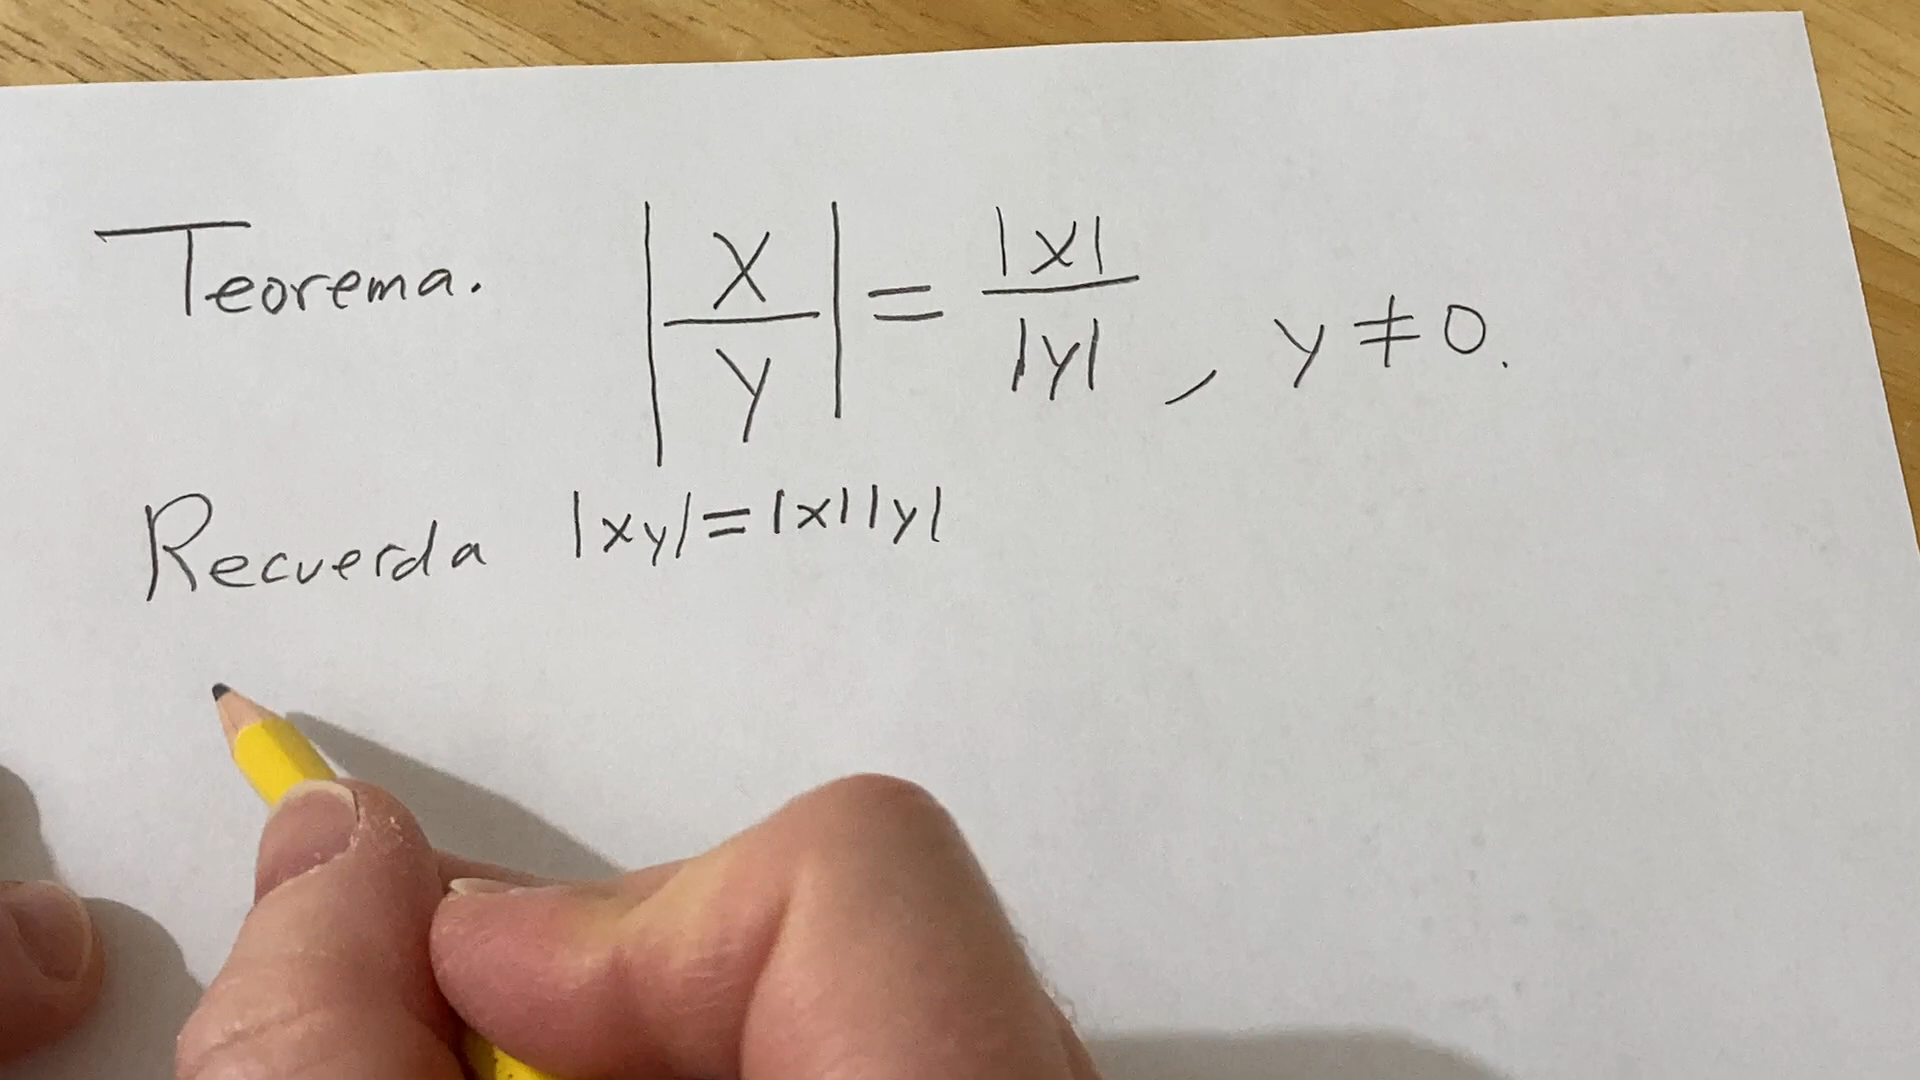 Teorema. |x/y| = |x|/|y| , y ≠ 0.
Recuerda |xy| = |x||y|